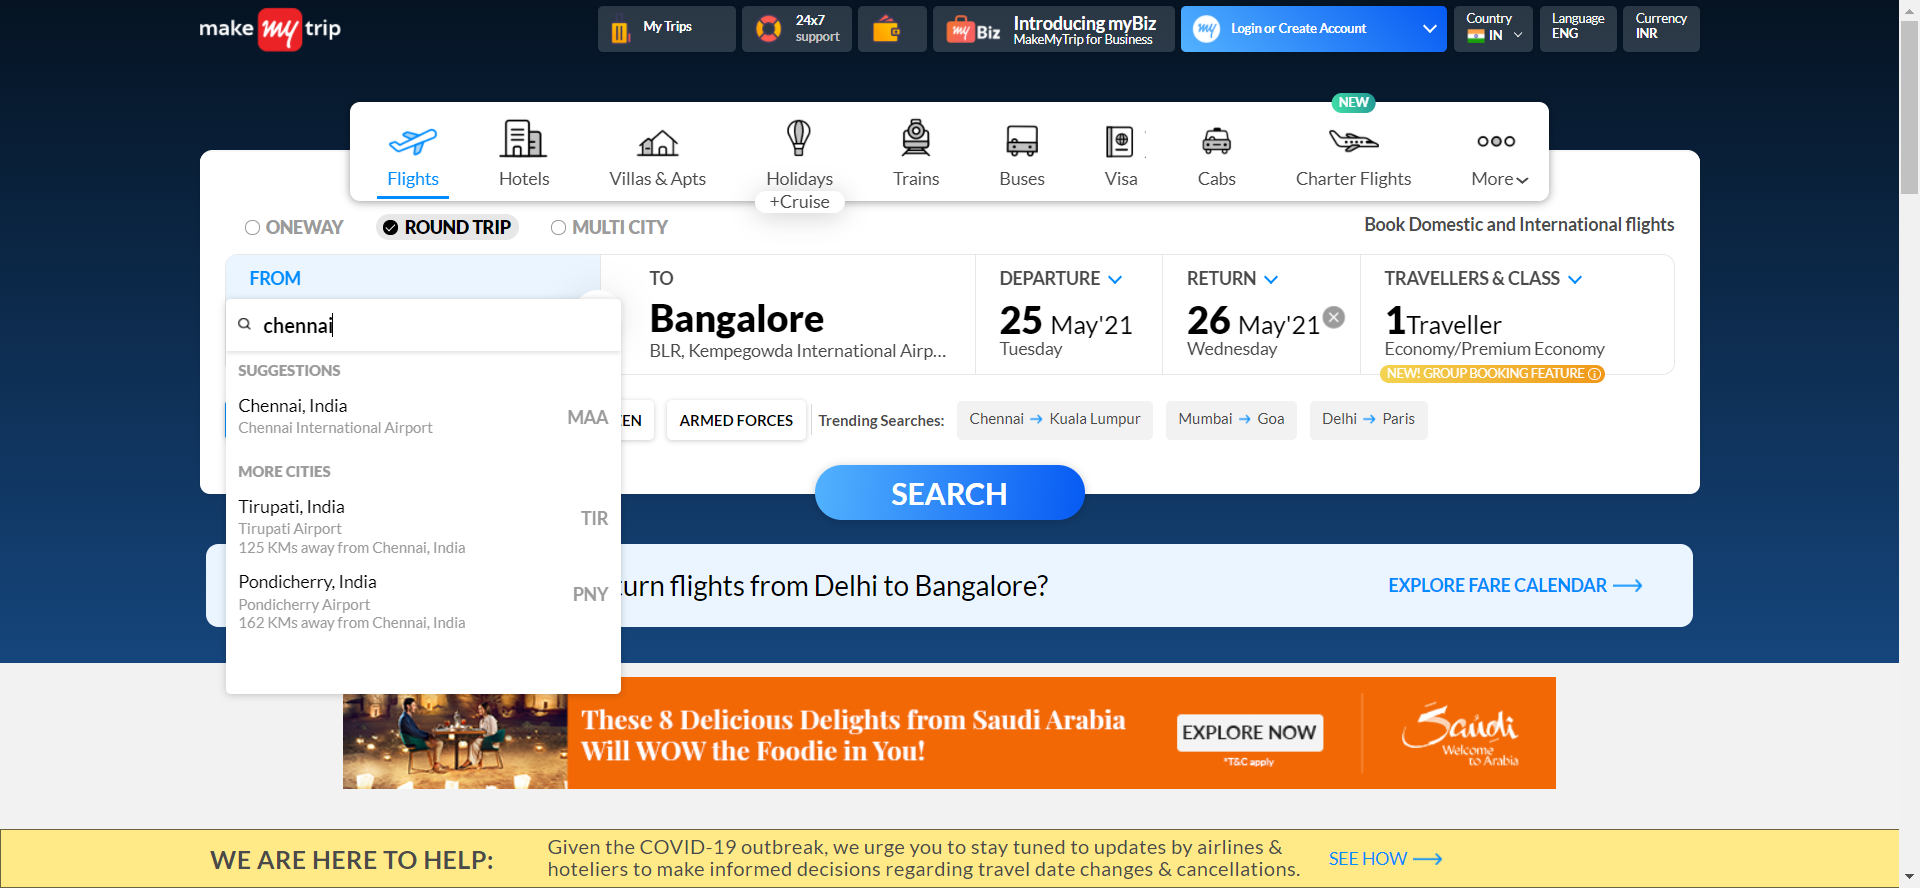 make my trip
My Trips
24x7
support
my Biz
Introducing myBiz
MakeMyTrip for Business
my
Login or Create Account
Country
IN
Language
ENG
Currency
INR
NEW
Flights
Hotels
Villas & Apts
Holidays
+Cruise
Trains
Buses
Visa
Cabs
Charter Flights
More
ONEWAY
ROUND TRIP
MULTI CITY
Book Domestic and International flights
FROM
chennai
SUGGESTIONS
Chennai, India
Chennai International Airport
MAA
MORE CITIES
Tirupati, India
Tirupati Airport
125 KMs away from Chennai, India
TIR
Pondicherry, India
Pondicherry Airport
162 KMs away from Chennai, India
PNY
TO
Bangalore
BLR, Kempegowda International Airp...
DEPARTURE
25 May'21
Tuesday
RETURN
26 May'21
Wednesday
TRAVELLERS & CLASS
1Traveller
Economy/Premium Economy
NEW! GROUP BOOKING FEATURE
EN
ARMED FORCES
Trending Searches:
Chennai → Kuala Lumpur
Mumbai → Goa
Delhi → Paris
SEARCH
turn flights from Delhi to Bangalore?
EXPLORE FARE CALENDAR
These 8 Delicious Delights from Saudi Arabia
Will WOW the Foodie in You!
EXPLORE NOW
*T&C apply
Saudi
Welcome
to Arabia
WE ARE HERE TO HELP:
Given the COVID-19 outbreak, we urge you to stay tuned to updates by airlines &
hoteliers to make informed decisions regarding travel date changes & cancellations.
SEE HOW